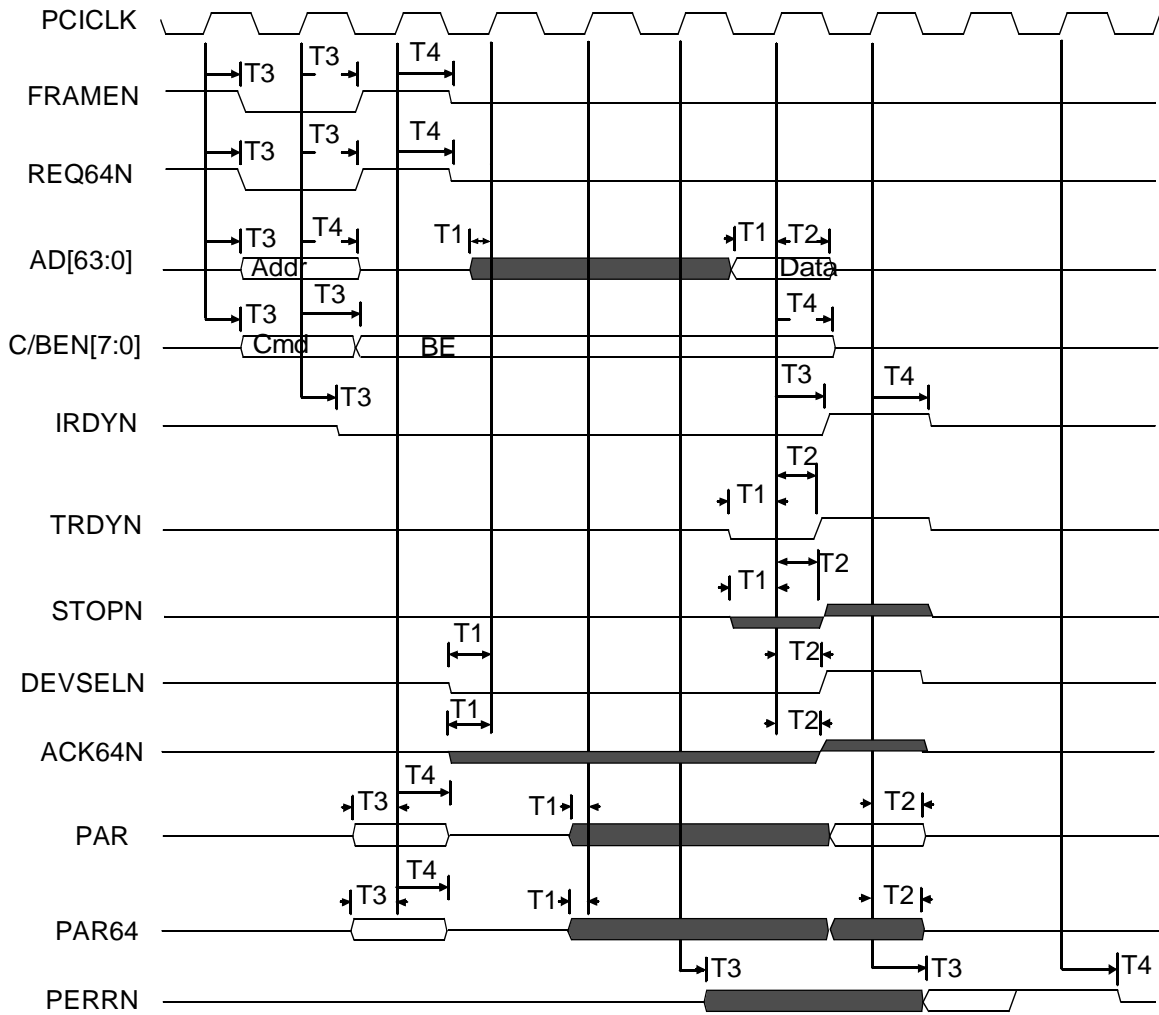 PCICLK
T3 T3 T4
FRAMEN
T3 T3 T4
REQ64N
T3 T4 T1 T1 T2
AD[63:0] Addr Data
T3 T3 T4
C/BEN[7:0] Cmd BE
T3 T3 T4
IRDYN
T2
T1
TRDYN
T1 T2
STOPN
T1 T2
DEVSELN
T1 T2
ACK64N
T4
T3 T1 T2
PAR
T4
T3 T1 T2
PAR64
T3 T3 T4
PERRN